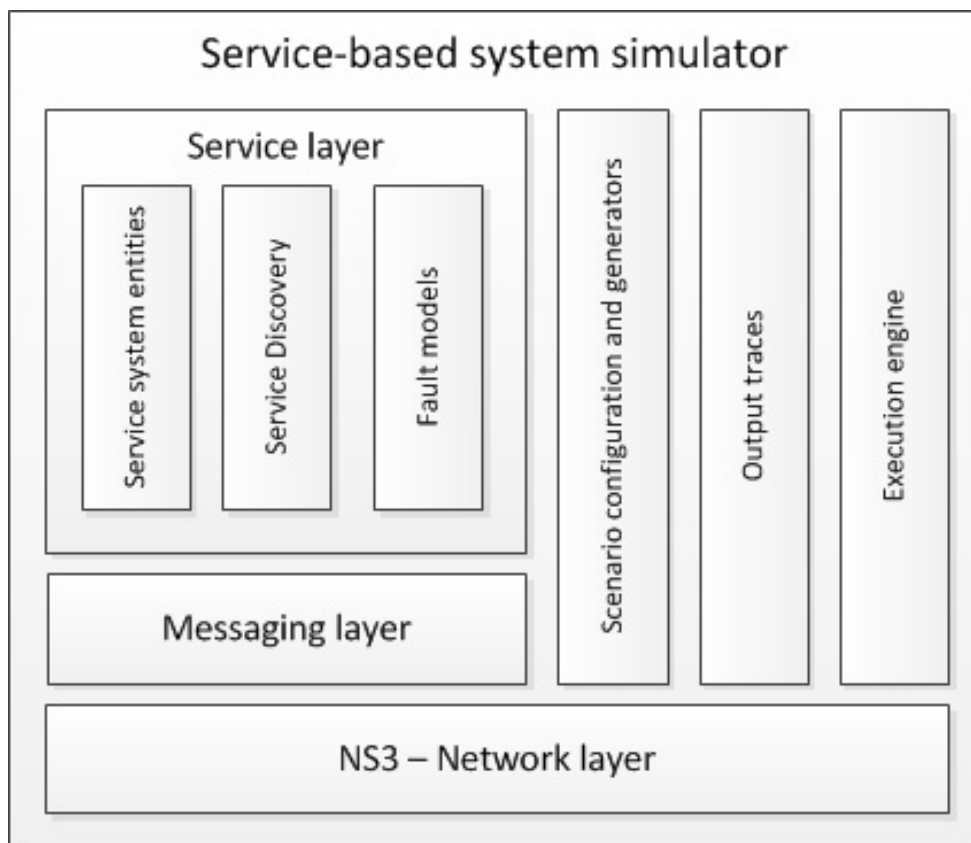 Service-based system simulator
Service layer
Service system entities
Service Discovery
Fault models
Messaging layer
Scenario configuration and generators
Output traces
Execution engine
NS3 – Network layer